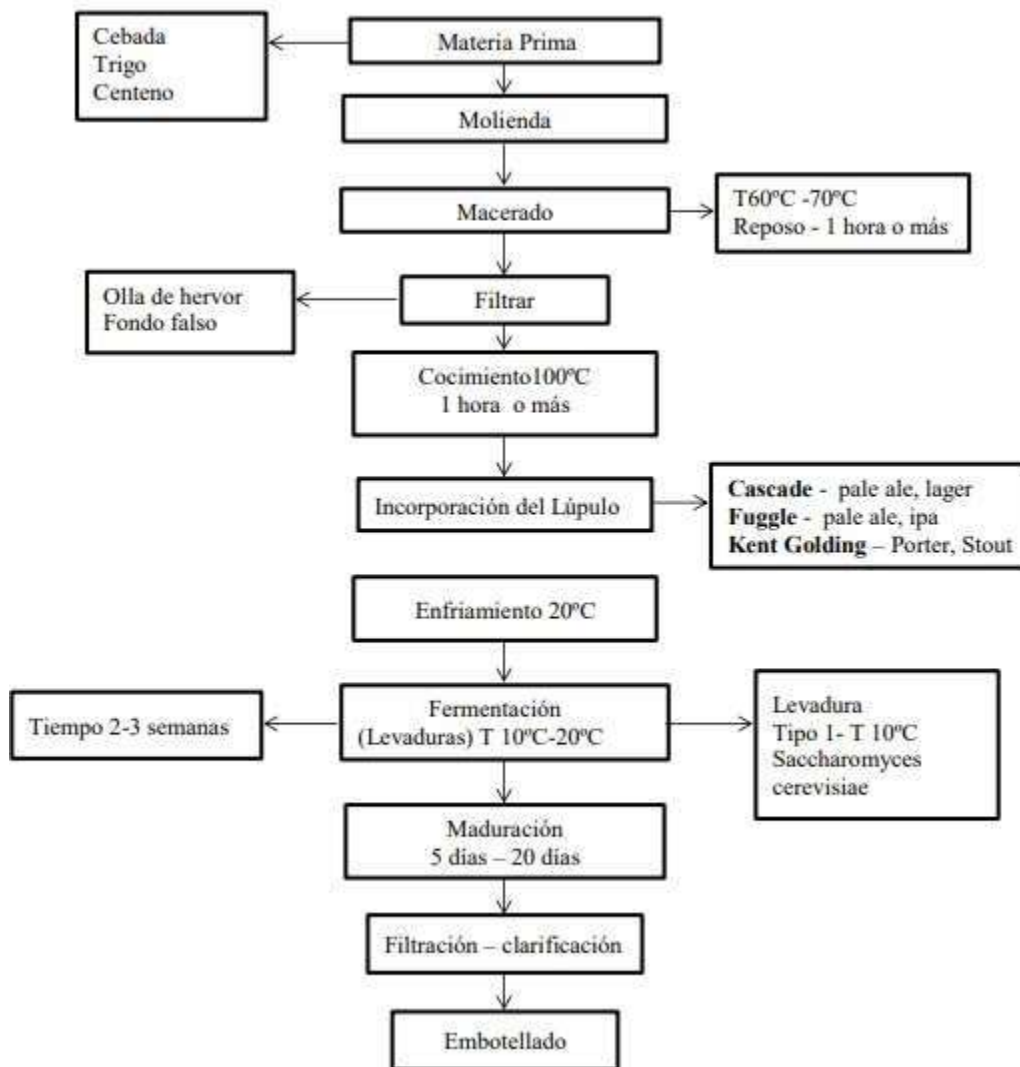 Cebada
Trigo
Centeno
Materia Prima
Molienda
Macerado
T60ºC -70ºC
Reposo - 1 hora o más
Olla de hervor
Fondo falso
Filtrar
Cocimiento100ºC
1 hora o más
Incorporación del Lúpulo
Cascade - pale ale, lager
Fuggle - pale ale, ipa
Kent Golding – Porter, Stout
Enfriamiento 20ºC
Tiempo 2-3 semanas
Fermentación
(Levaduras) T 10ºC-20ºC
Levadura
Tipo 1- T 10ºC
Saccharomyces
cerevisiae
Maduración
5 días – 20 días
Filtración – clarificación
Embotellado